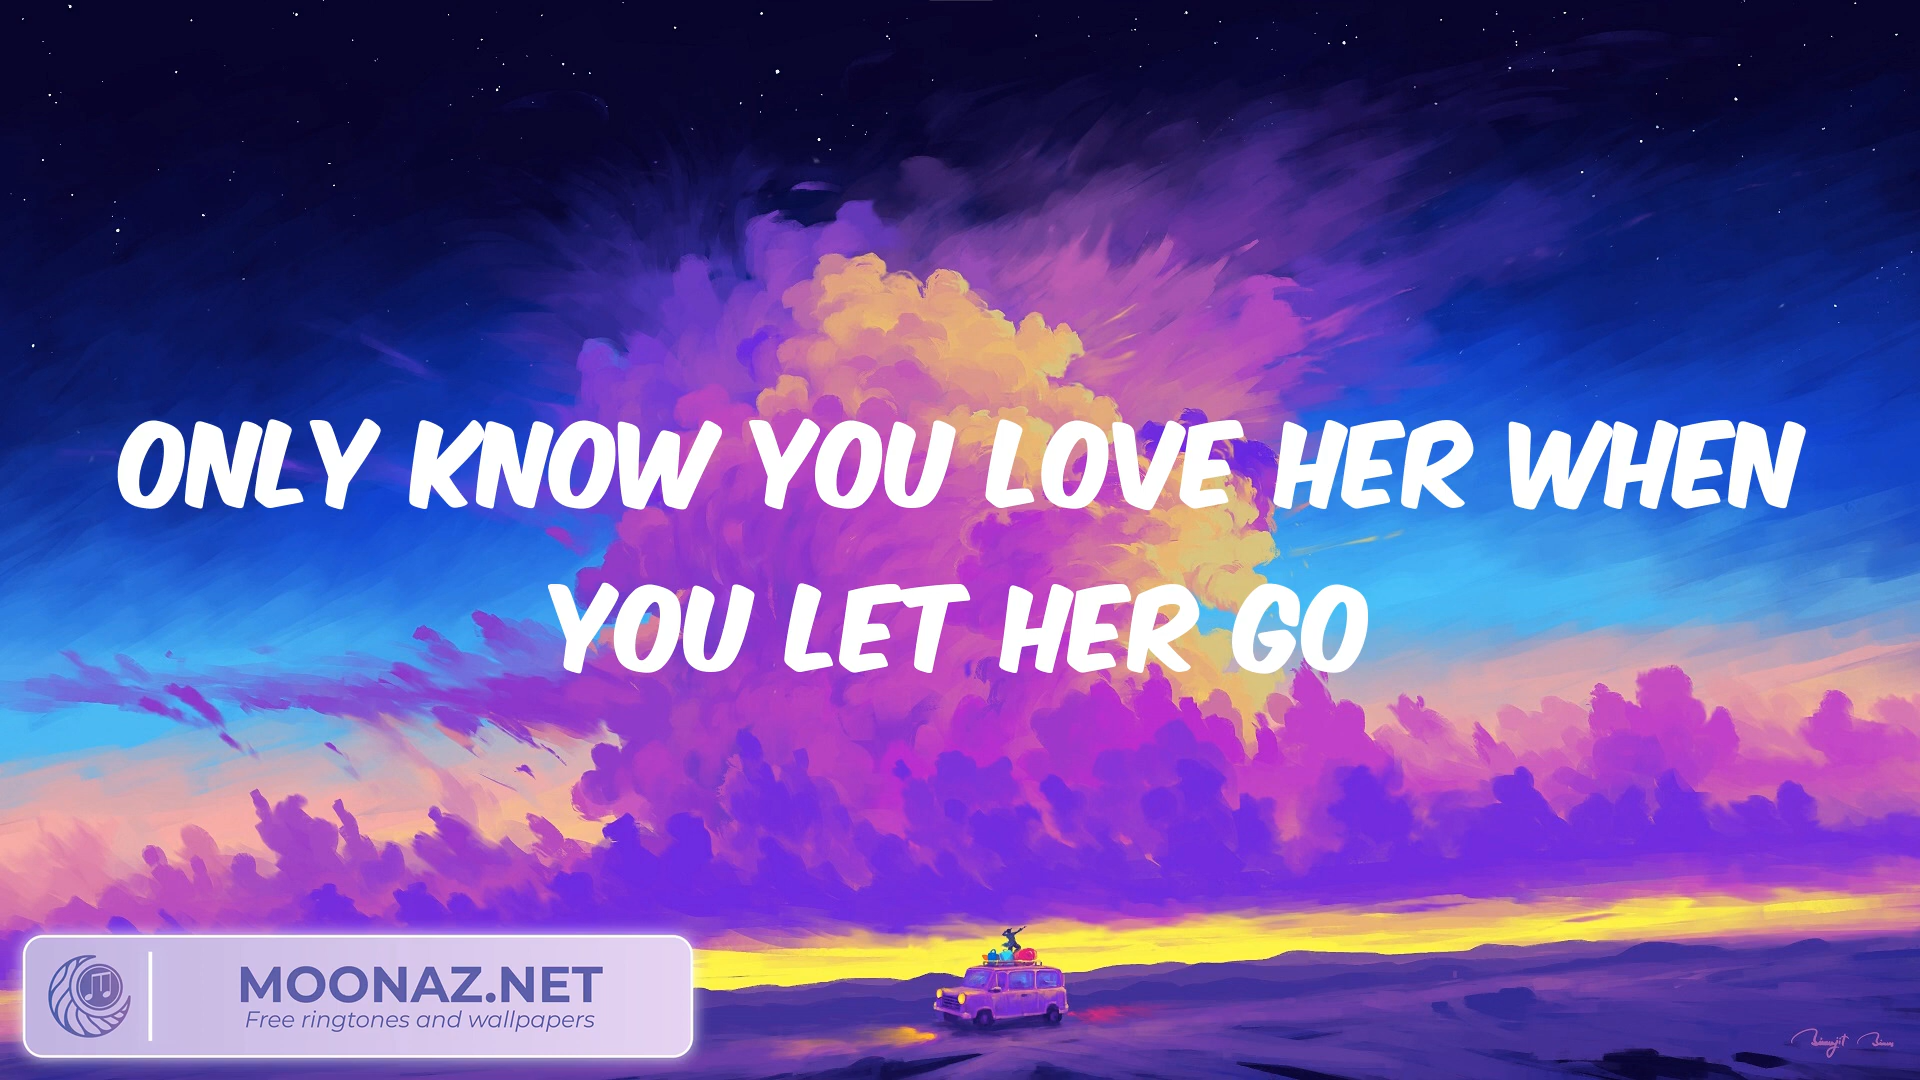 ONLY KNOW YOU LOVE HER WHEN
YOU LET HER GO
MOONAZ.NET
Free ringtones and wallpapers